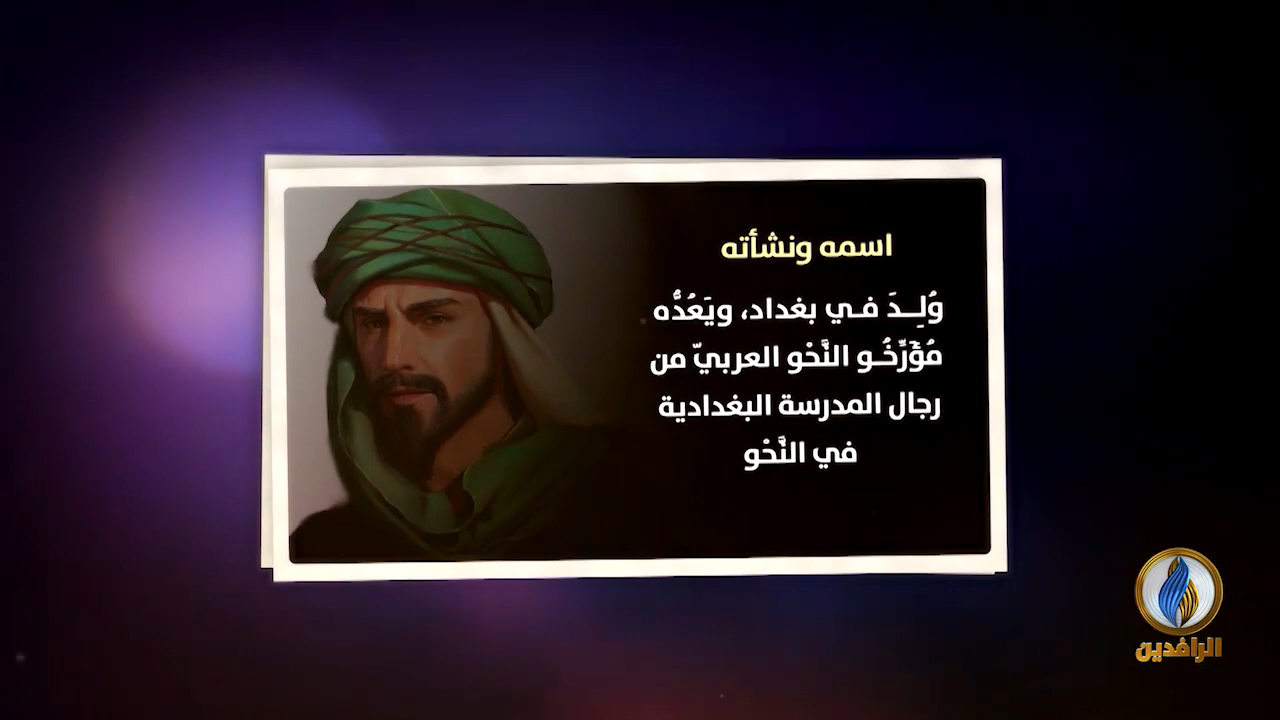 اسمه ونشأته
وُلِـدَ فـي بغداد، ويَعُدُّه
مُؤَرِّخُـو النَّحْو العربيّ من
رجال المدرسة البغدادية
في النَّحْو
الرافدين